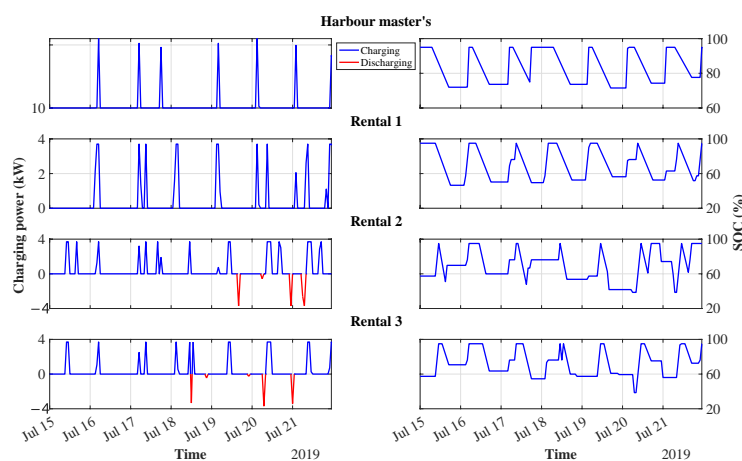 Harbour master's
Charging
Discharging
10
100
80
60
Rental 1
4
2
0
100
60
20
Rental 2
4
0
−4
100
60
20
Rental 3
4
0
−4
100
60
20
Charging power (kW)
SOC (%)
Jul 15
Jul 16
Jul 17
Jul 18
Jul 19
Jul 20
Jul 21
Time
2019
Jul 15
Jul 16
Jul 17
Jul 18
Jul 19
Jul 20
Jul 21
Time
2019